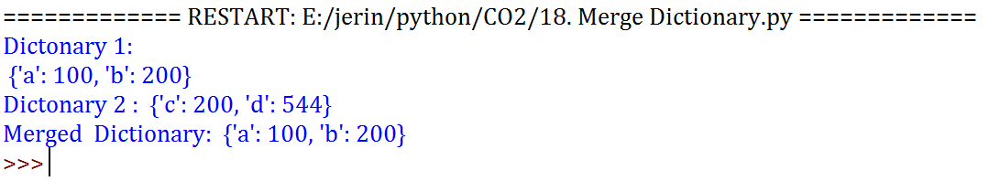 ============= RESTART: E:/jerin/python/CO2/18. Merge Dictionary.py =============
Dictonary 1:
 {'a': 100, 'b': 200}
Dictonary 2 :  {'c': 200, 'd': 544}
Merged  Dictionary:  {'a': 100, 'b': 200}
>>>